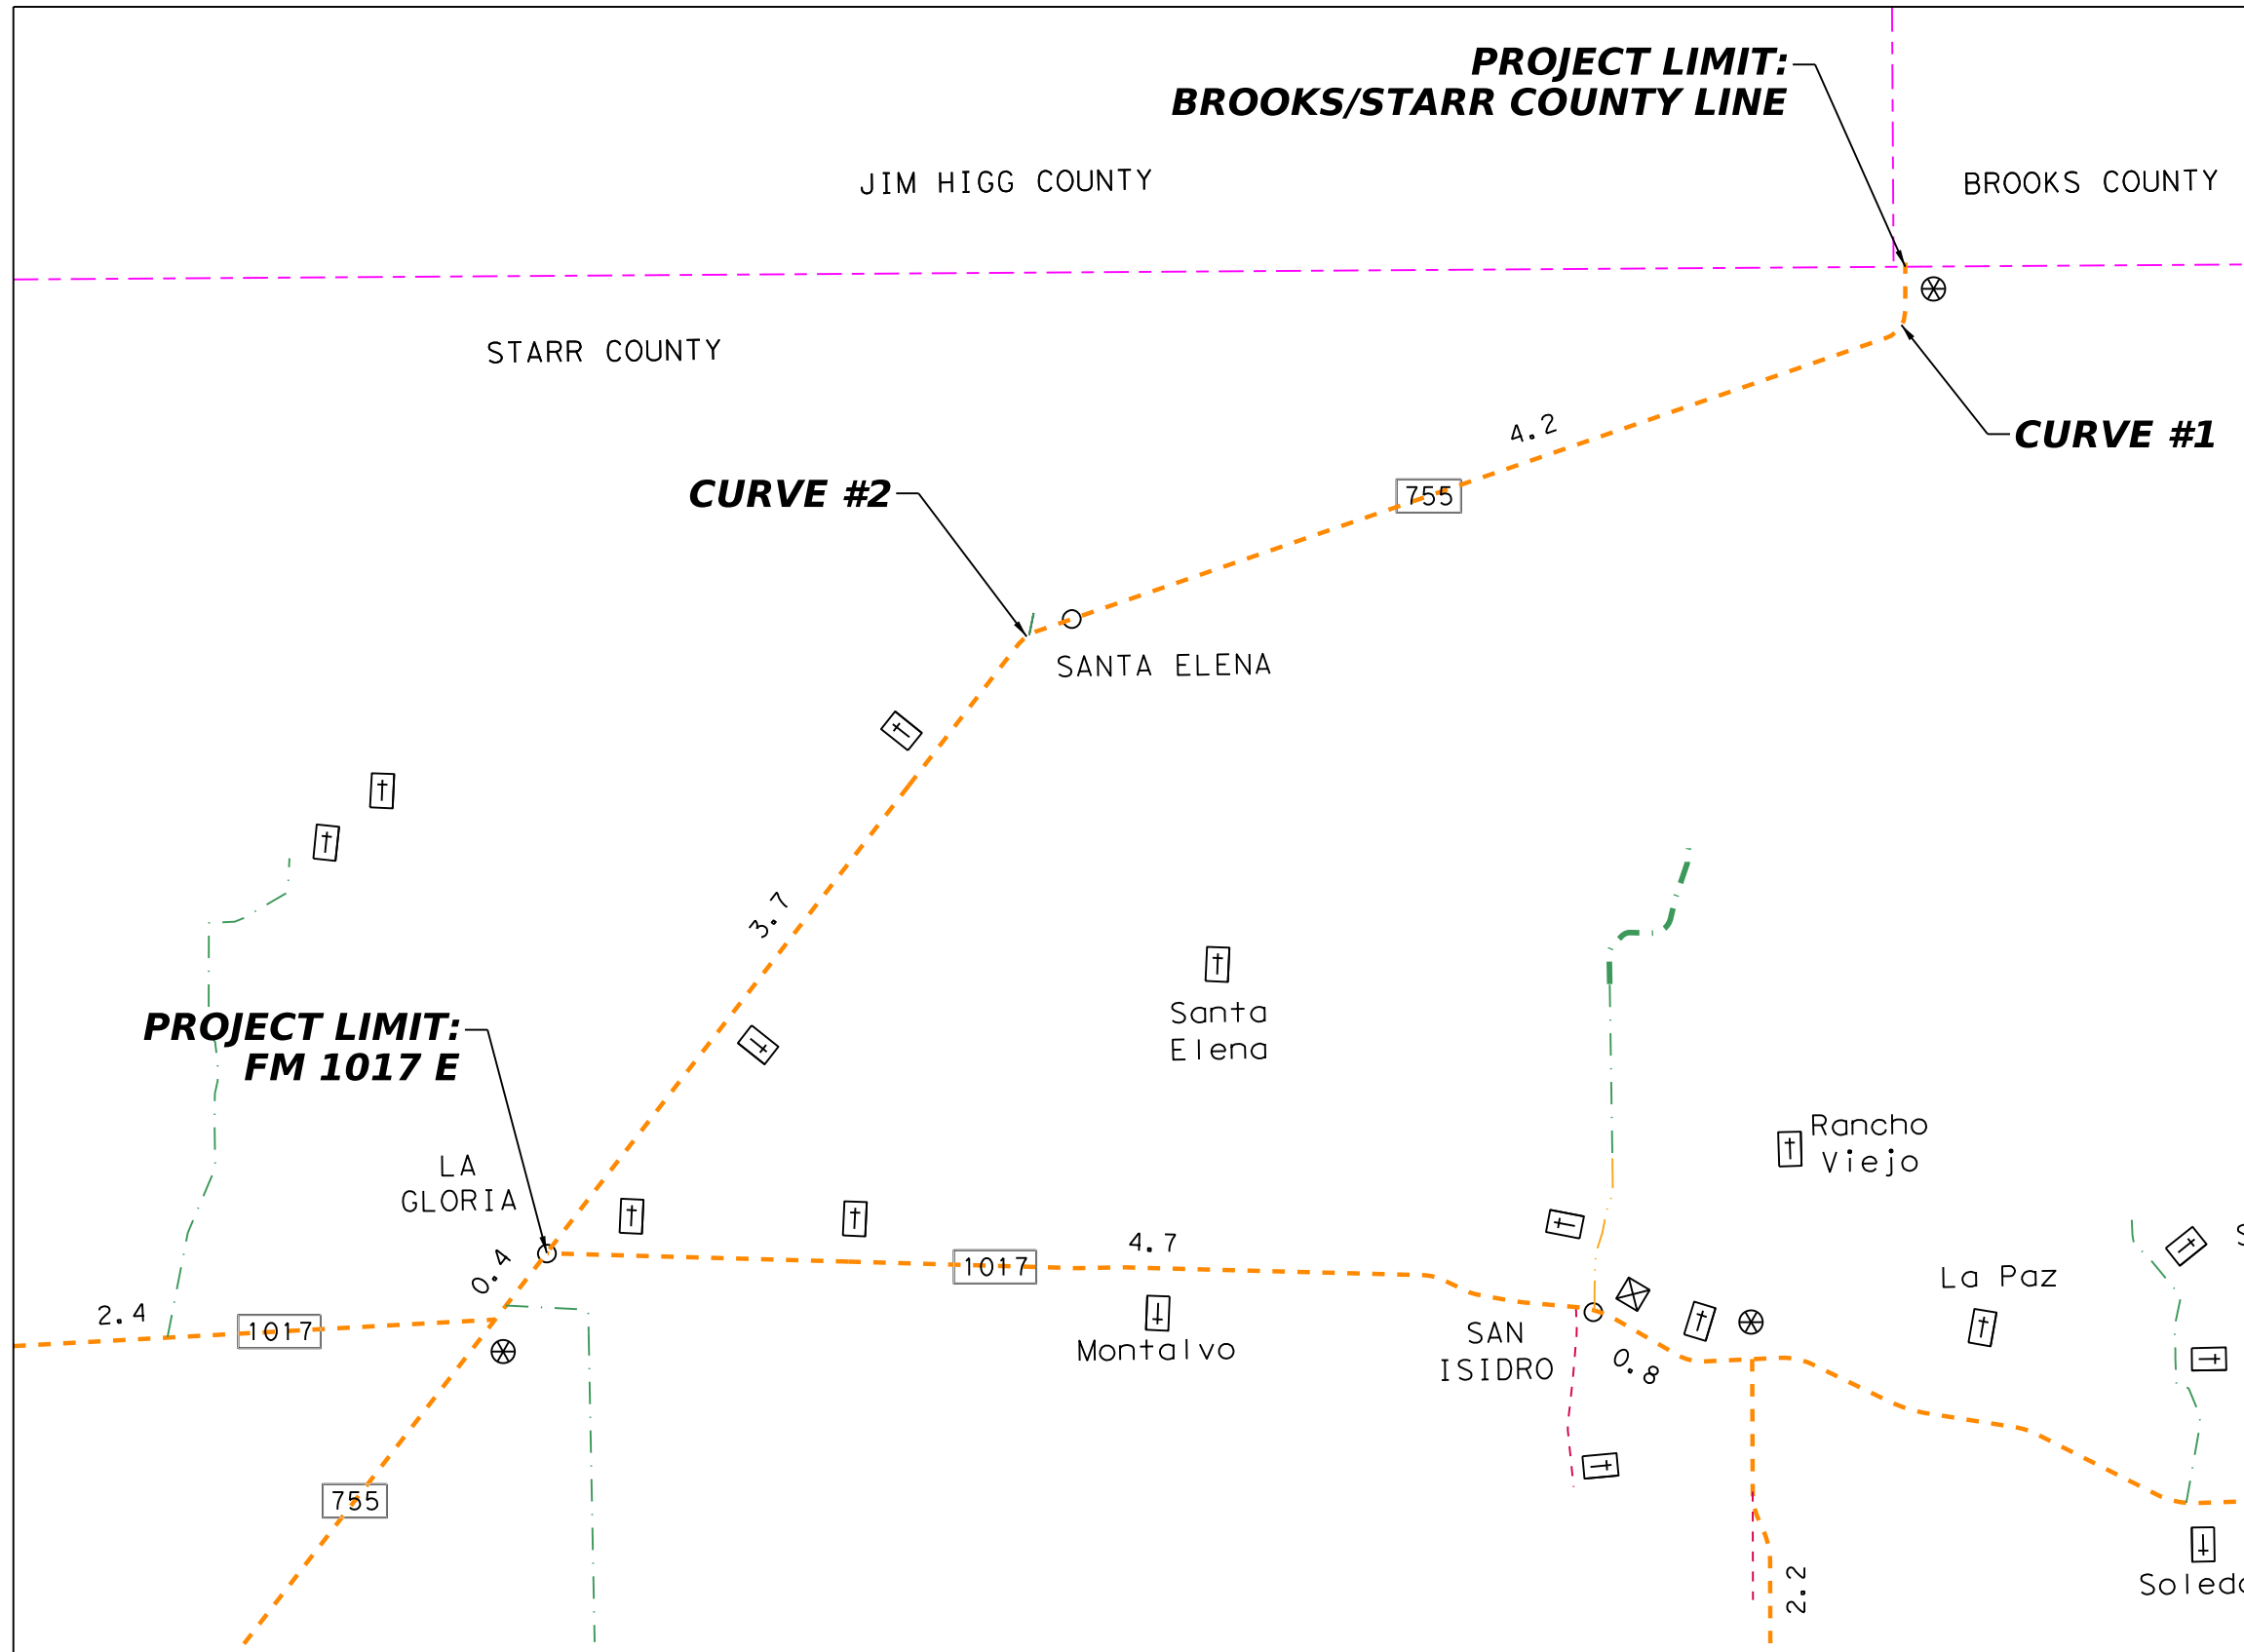 PROJECT LIMIT:
BROOKS/STARR COUNTY LINE
JIM HIGG COUNTY
BROOKS COUNTY
STARR COUNTY
4.2
CURVE #1
CURVE #2
755
SANTA ELENA
3.7
Santa
Elena
PROJECT LIMIT:
FM 1017 E
Rancho
Viejo
LA
GLORIA
4.7
1017
0.4
La Paz
2.4
1017
SAN
ISIDRO
Montalvo
0.8
755
2.2